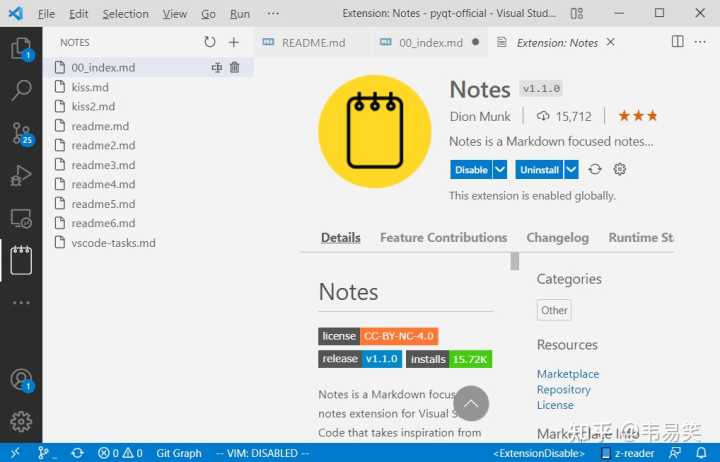 File Edit Selection View Go Run ··· Extension: Notes - pyqt-official - Visual Stud...
NOTES
README.md
00_index.md
Extension: Notes
00_index.md
kiss.md
kiss2.md
readme.md
readme2.md
readme3.md
readme4.md
readme5.md
readme6.md
vscode-tasks.md
1
25
1
Notes v1.1.0
Dion Munk 15,712
Notes is a Markdown focused notes...
Disable Uninstall
This extension is enabled globally.
Details Feature Contributions Changelog Runtime St
Notes
license CC-BY-NC-4.0
release v1.1.0 installs 15.72K
Notes is a Markdown focus
notes extension for Visual St
Code that takes inspiration from
Categories
Other
Resources
Marketplace
Repository
License
Marketplace Info
知乎 @韦易笑
0 0 Git Graph -- VIM: DISABLED -- <ExtensionDisable> z-reader